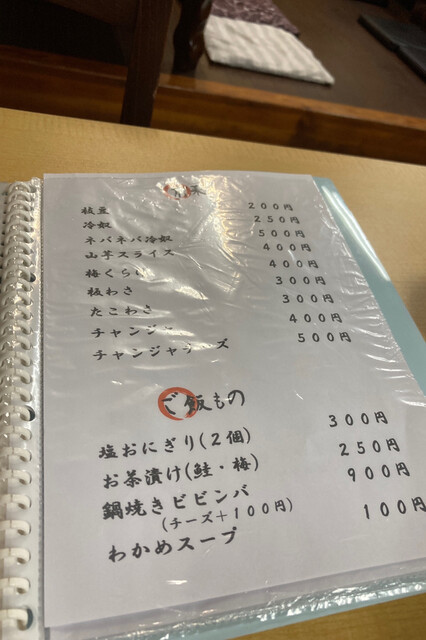 枝豆 200円
冷奴 250円
ネバネバ冷奴 500円
山芋スライス 400円
梅くらげ 400円
板わさ 300円
たこわさ 300円
チャンジャ 400円
チャンジャチーズ 500円
ご飯もの
塩おにぎり(2個) 300円
お茶漬け(鮭・梅) 250円
鍋焼きビビンバ 900円
(チーズ+100円)
わかめスープ 100円